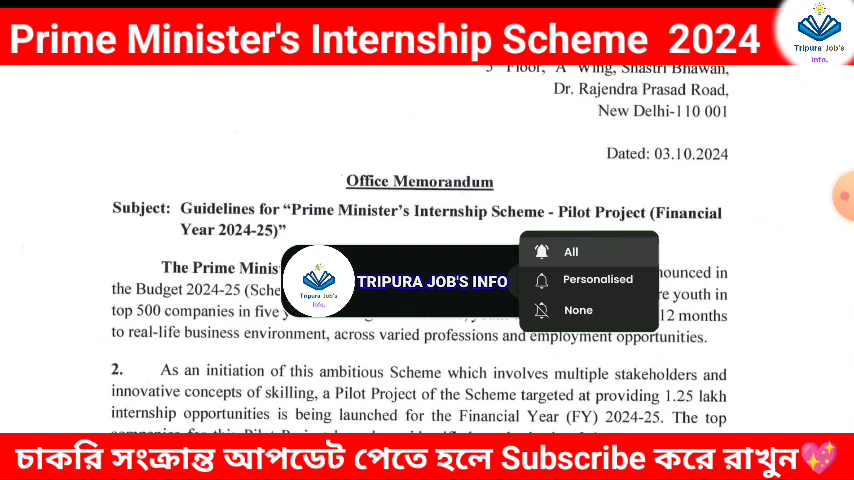 Prime Minister's Internship Scheme 2024
Tripura Job's
Info.
5 Floor, "A" Wing, Shastri Bhawan,
Dr. Rajendra Prasad Road,
New Delhi-110 001
Dated: 03.10.2024
Office Memorandum
Subject: Guidelines for "Prime Minister's Internship Scheme - Pilot Project (Financial
Year 2024-25)"
The Prime nounced in
the Budget 2024-25 youth in
top 500 companies in five 12 months
to real-life business environment, across varied professions and employment opportunities.
Tripura Job's
Info.
TRIPURA JOB'S INFO
All
Personalised
None
2. As an initiation of this ambitious Scheme which involves multiple stakeholders and
innovative concepts of skilling, a Pilot Project of the Scheme targeted at providing 1.25 lakh
internship opportunities is being launched for the Financial Year (FY) 2024-25. The top
চাকরি সংক্রান্ত আপডেট পেতে হলে Subscribe করে রাখুন💖